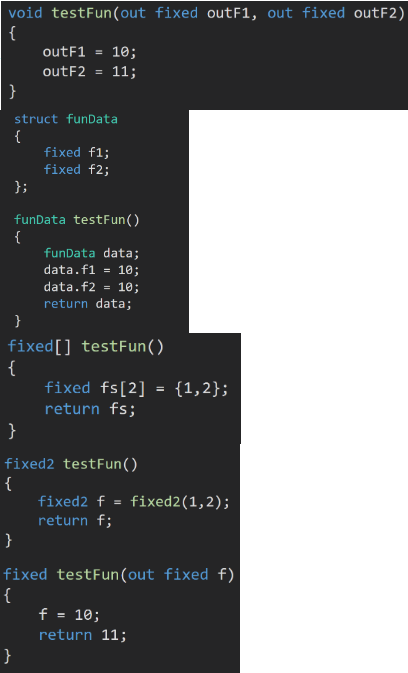 void testFun(out fixed outF1, out fixed outF2)
{
    outF1 = 10;
    outF2 = 11;
}
struct funData
{
    fixed f1;
    fixed f2;
};
funData testFun()
{
    funData data;
    data.f1 = 10;
    data.f2 = 10;
    return data;
}
fixed[] testFun()
{
    fixed fs[2] = {1,2};
    return fs;
}
fixed2 testFun()
{
    fixed2 f = fixed2(1,2);
    return f;
}
fixed testFun(out fixed f)
{
    f = 10;
    return 11;
}